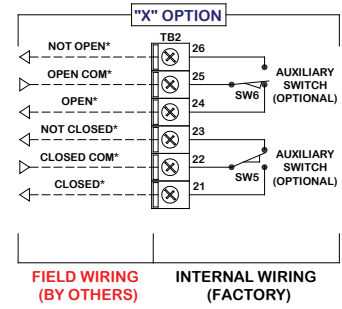 "X" OPTION
TB2
NOT OPEN*
26
OPEN COM*
25
AUXILIARY
SWITCH
(OPTIONAL)
SW6
OPEN*
24
NOT CLOSED*
23
CLOSED COM*
22
AUXILIARY
SWITCH
(OPTIONAL)
SW5
CLOSED*
21
FIELD WIRING
(BY OTHERS)
INTERNAL WIRING
(FACTORY)